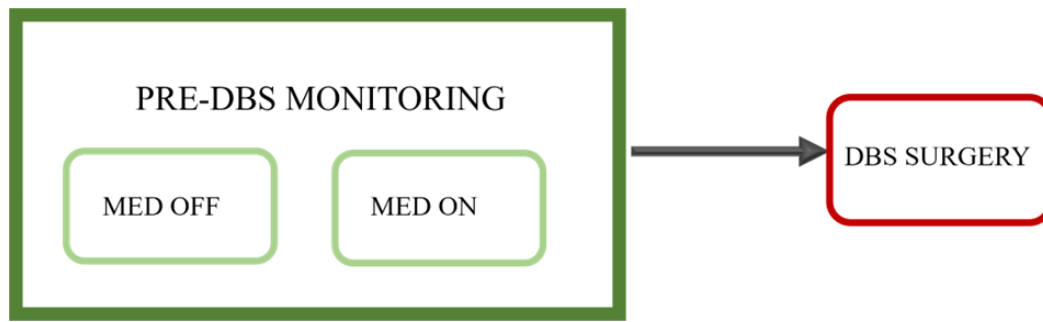 PRE-DBS MONITORING
MED OFF
MED ON
DBS SURGERY